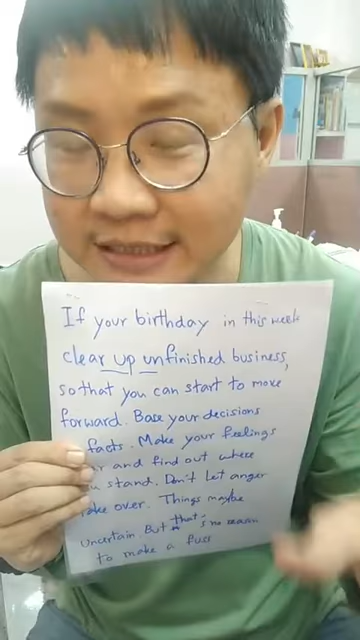 If your birthday in this week
clear up unfinished business,
so that you can start to move
forward. Base your decisions
facts. Make your feelings
and find out where
stand. Don't let anger
take over. Things maybe
Uncertain. But that's no reason
to make a fuss